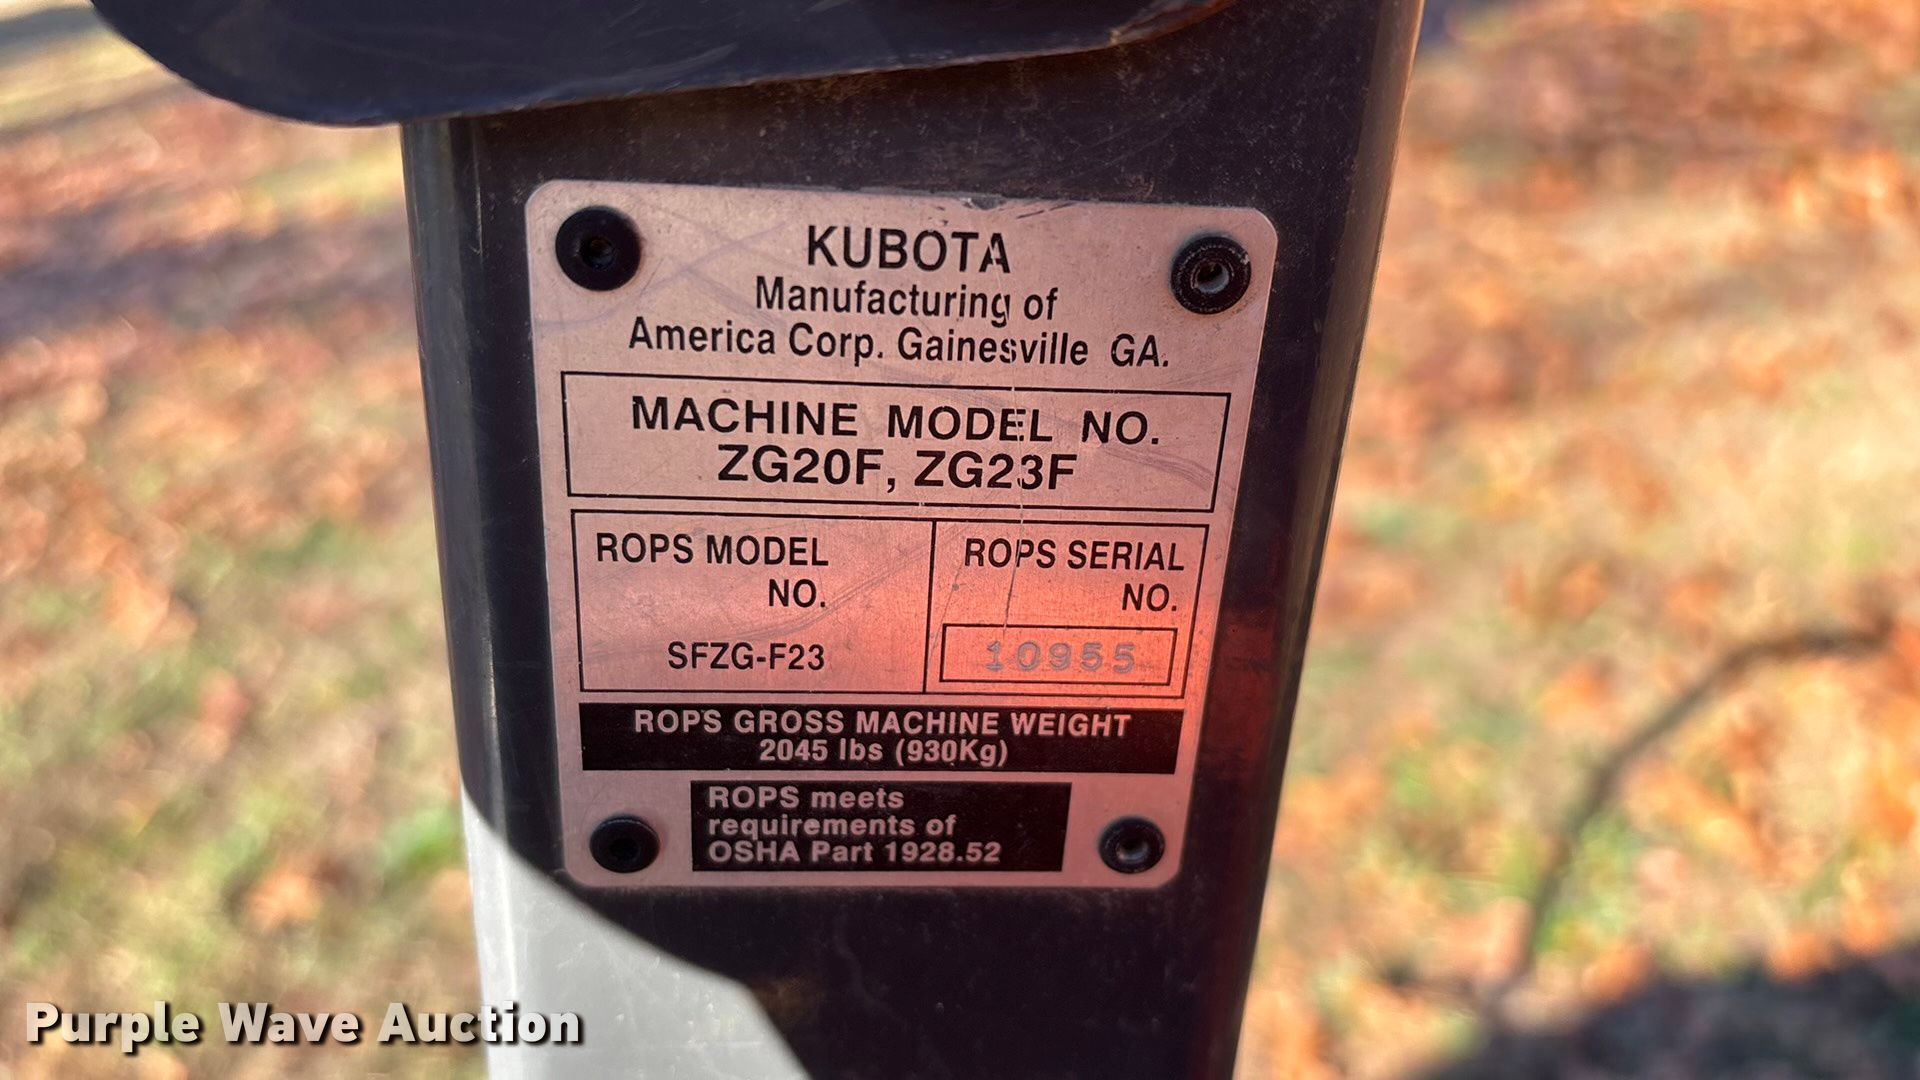 KUBOTA
Manufacturing of
America Corp. Gainesville GA.
MACHINE MODEL NO.
ZG20F, ZG23F
ROPS MODEL
NO.
SFZG-F23
ROPS SERIAL
NO.
10955
ROPS GROSS MACHINE WEIGHT
2045 lbs (930Kg)
ROPS meets
requirements of
OSHA Part 1928.52
Purple Wave Auction